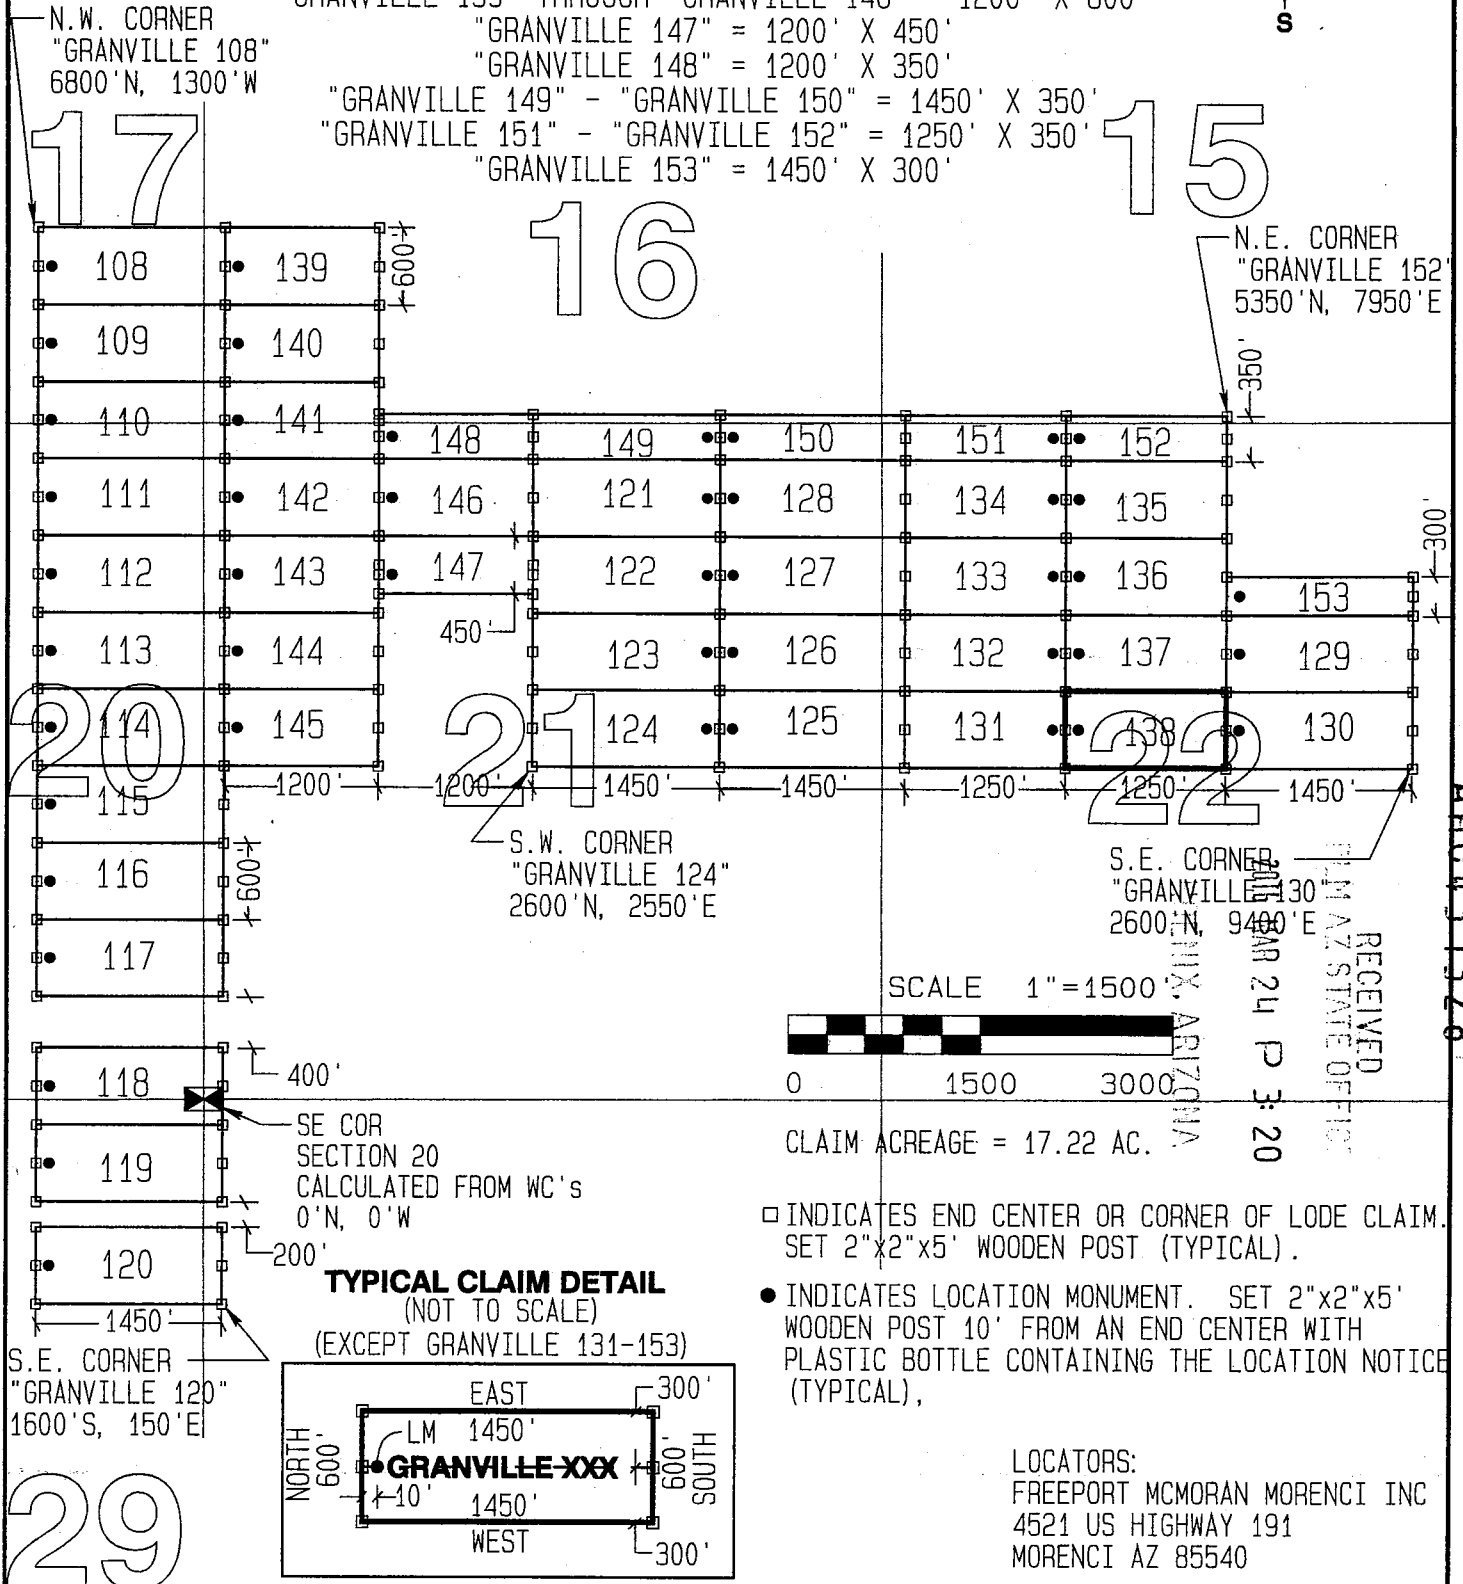 N.W. CORNER
"GRANVILLE 108"
6800'N, 1300'W
S
"GRANVILLE 147" = 1200' X 450'
"GRANVILLE 148" = 1200' X 350'
"GRANVILLE 149" - "GRANVILLE 150" = 1450' X 350'
"GRANVILLE 151" - "GRANVILLE 152" = 1250' X 350'
"GRANVILLE 153" = 1450' X 300'
17
16
15
N.E. CORNER
"GRANVILLE 152"
5350'N, 7950'E
108 139 600'
109 140
350'
110 141 148 149 150 151 152
111 142 146 121 128 134 135
300'
112 143 147 122 127 133 136 153
450'
113 144 123 126 132 137 129
20 21 22
114 145 124 125 131 138 130
1200' 1200' 1450' 1450' 1250' 1250' 1450'
115
116 600'
117
S.W. CORNER
"GRANVILLE 124"
2600'N, 2550'E
S.E. CORNER
"GRANVILLE 130"
2600'N, 9400'E
RECEIVED
AZ STATE OFFIC
MAR 24 P 3:20
ARIZONA
SCALE 1"=1500'
0 1500 3000
118 400'
119
SE COR
SECTION 20
CALCULATED FROM WC's
0'N, 0'W
CLAIM ACREAGE = 17.22 AC.
120 200'
1450'
S.E. CORNER
"GRANVILLE 120"
1600'S, 150'E
29
INDICATES END CENTER OR CORNER OF LODE CLAIM.
SET 2"x2"x5' WOODEN POST (TYPICAL).
INDICATES LOCATION MONUMENT. SET 2"x2"x5'
WOODEN POST 10' FROM AN END CENTER WITH
PLASTIC BOTTLE CONTAINING THE LOCATION NOTICE
(TYPICAL),
TYPICAL CLAIM DETAIL
(NOT TO SCALE)
(EXCEPT GRANVILLE 131-153)
EAST
1450'
300'
NORTH
600'
LM
GRANVILLE XXX
10'
600'
SOUTH
1450'
WEST
300'
LOCATORS:
FREEPORT MCMORAN MORENCI INC
4521 US HIGHWAY 191
MORENCI AZ 85540